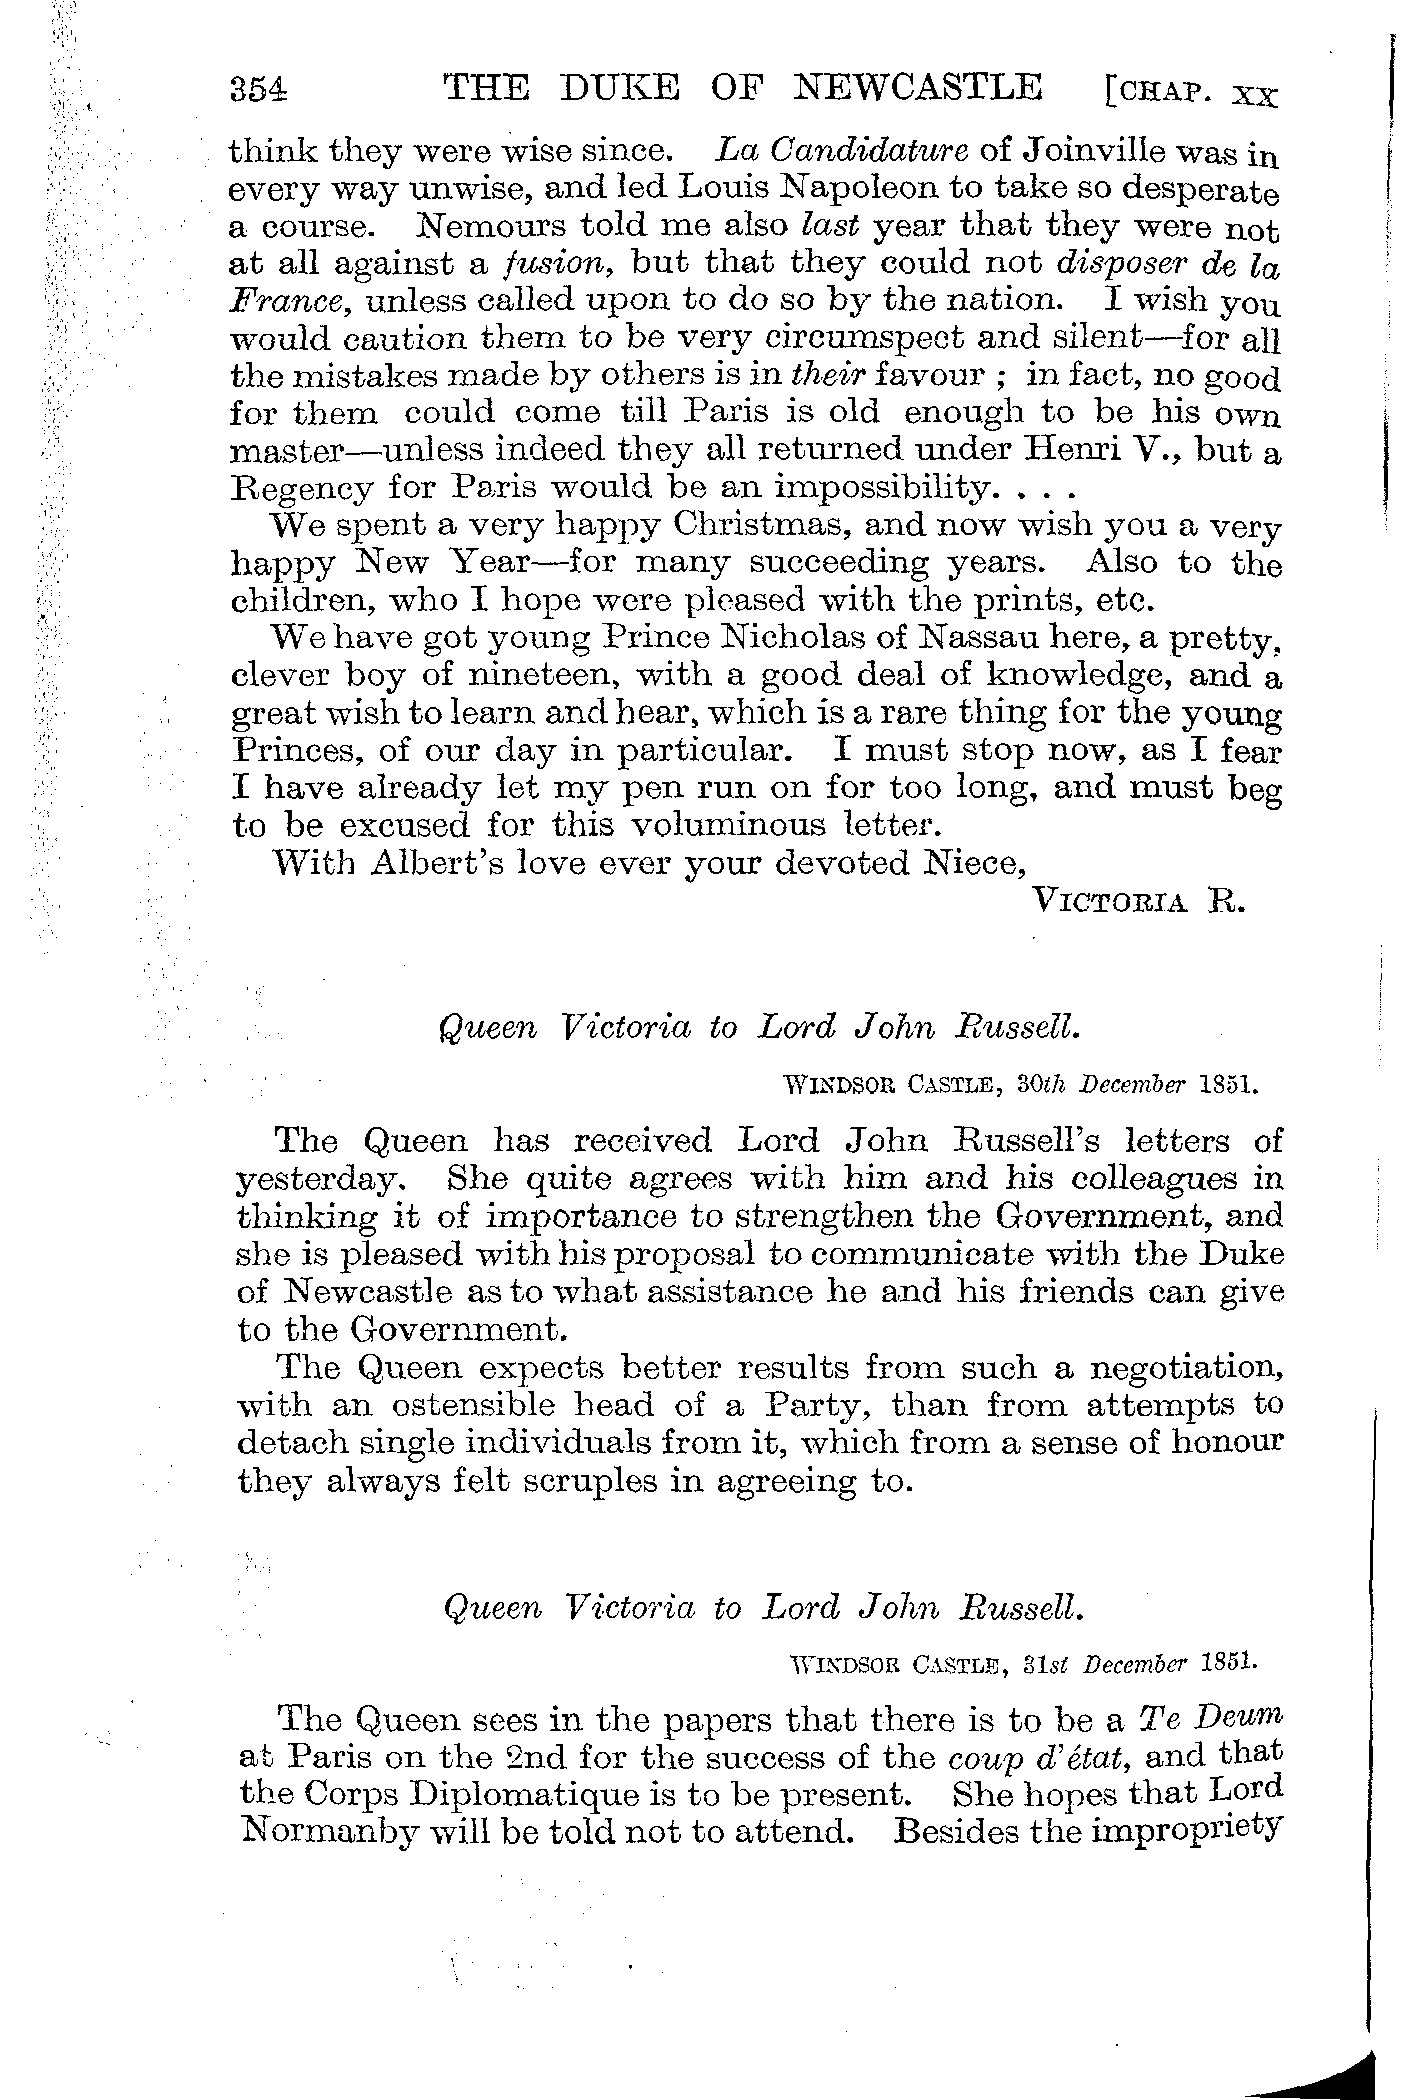 354 THE DUKE OF NEWCASTLE [CHAP. XX
think they were wise since. La Candidature of Joinville was in
every way unwise, and led Louis Napoleon to take so desperate
a course. Nemours told me also last year that they were not
at all against a fusion, but that they could not disposer de la
France, unless called upon to do so by the nation. I wish you
would caution them to be very circumspect and silent—for all
the mistakes made by others is in their favour ; in fact, no good
for them could come till Paris is old enough to be his own
master—unless indeed they all returned under Henri V., but a
Regency for Paris would be an impossibility. . . .
We spent a very happy Christmas, and now wish you a very
happy New Year—for many succeeding years. Also to the
children, who I hope were pleased with the prints, etc.
We have got young Prince Nicholas of Nassau here, a pretty,
clever boy of nineteen, with a good deal of knowledge, and a
great wish to learn and hear, which is a rare thing for the young
Princes, of our day in particular. I must stop now, as I fear
I have already let my pen run on for too long, and must beg
to be excused for this voluminous letter.
With Albert's love ever your devoted Niece,
VICTORIA R.
Queen Victoria to Lord John Russell.
WINDSOR CASTLE, 30th December 1851.
The Queen has received Lord John Russell's letters of
yesterday. She quite agrees with him and his colleagues in
thinking it of importance to strengthen the Government, and
she is pleased with his proposal to communicate with the Duke
of Newcastle as to what assistance he and his friends can give
to the Government.
The Queen expects better results from such a negotiation,
with an ostensible head of a Party, than from attempts to
detach single individuals from it, which from a sense of honour
they always felt scruples in agreeing to.
Queen Victoria to Lord John Russell.
WINDSOR CASTLE, 31st December 1851.
The Queen sees in the papers that there is to be a Te Deum
at Paris on the 2nd for the success of the coup d'état, and that
the Corps Diplomatique is to be present. She hopes that Lord
Normanby will be told not to attend. Besides the impropriety